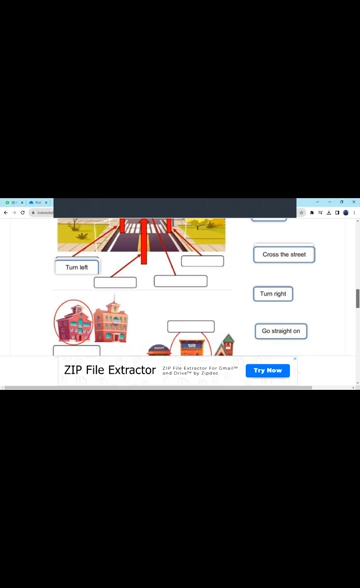 Turn left
Cross the street
Turn right
Go straight on
ZIP File Extractor
ZIP File Extractor For Gmail™
and Drive™ by Zipdec
Try Now